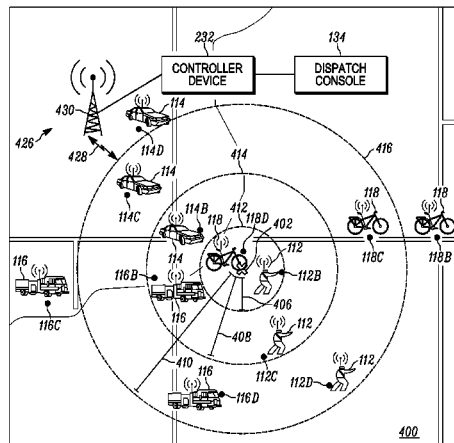 232
134
CONTROLLER
DEVICE
DISPATCH
CONSOLE
430
114
426
114D
414
416
428
114
414
118
118
114C
412
114B
118
118D
402
112
114
116B
112B
118C
118B
116
116
406
116C
408
112
112C
112
410
116
112D
116D
400